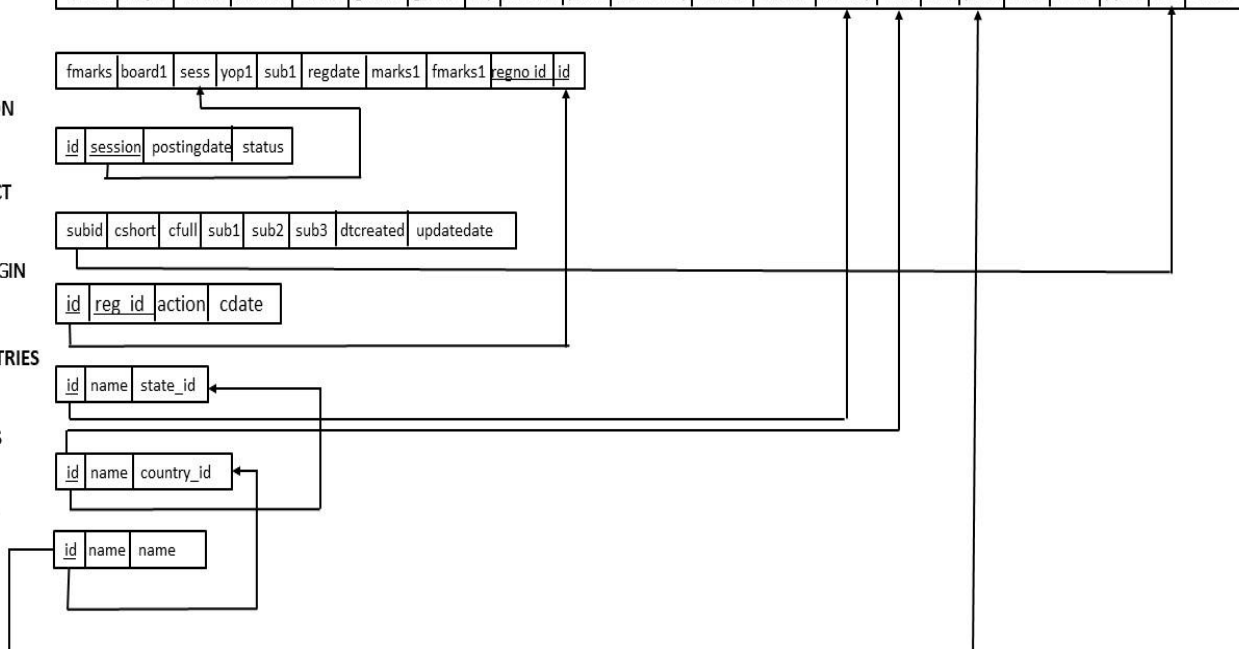 fmarks board1 sess yop1 sub1 regdate marks1 fmarks1 regno id id
ON
id session postingdate status
CT
subid cshort cfull sub1 sub2 sub3 dtcreated updatedate
GIN
id reg_id action cdate
TRIES
id name state_id
S
id name country_id
id name name